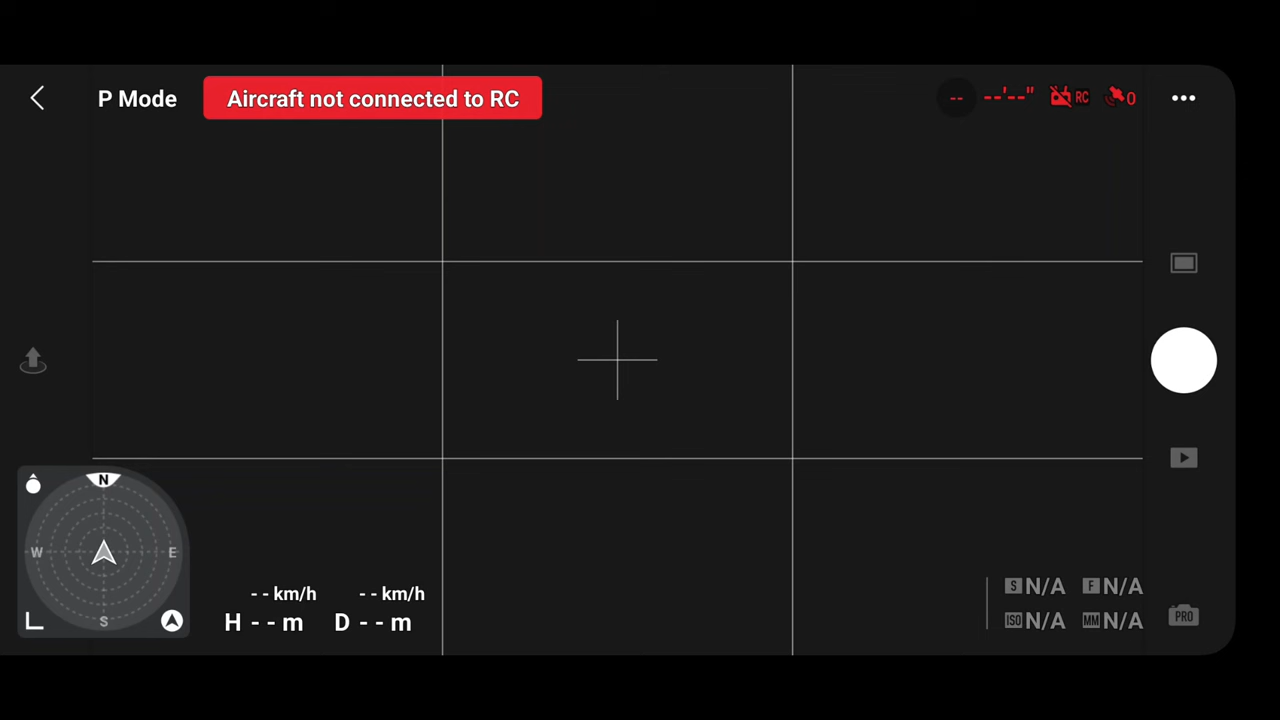 P Mode
Aircraft not connected to RC
--
--'--"
RC
0
N
W
E
S
-- km/h
-- km/h
H -- m
D -- m
S N/A
F N/A
ISO N/A
MM N/A
PRO